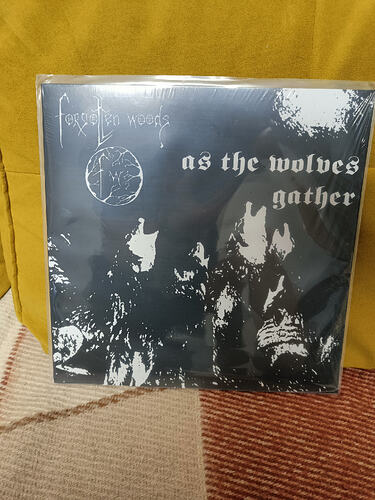 forgotten woods
as the wolves
gather